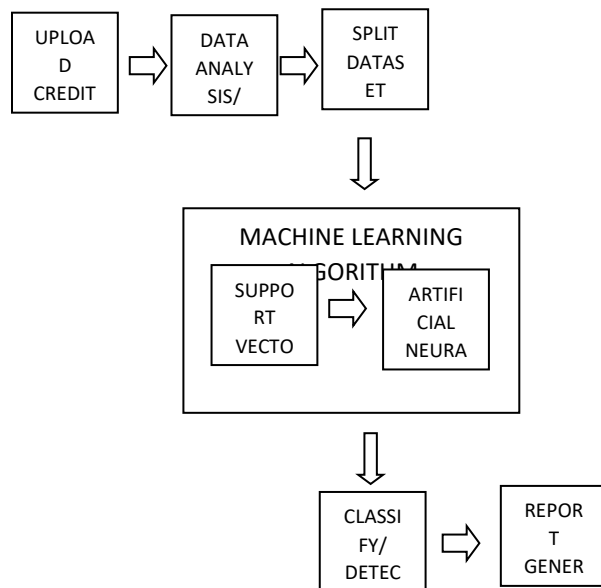 UPLOA
D
CREDIT
DATA
ANALY
SIS/
SPLIT
DATAS
ET
MACHINE LEARNING
ALGORITHM
SUPPO
RT
VECTO
ARTIFI
CIAL
NEURA
CLASSI
FY/
DETEC
REPOR
T
GENER